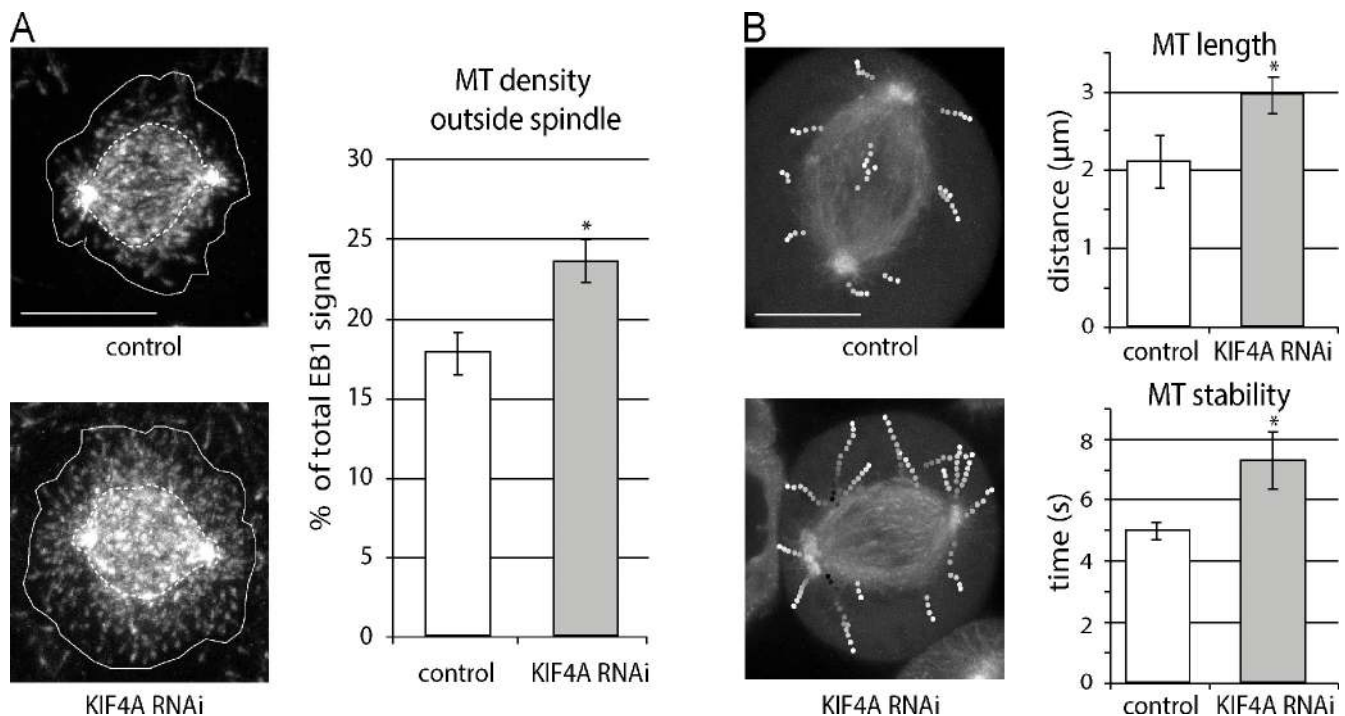 A
control
KIF4A RNAi
MT density
outside spindle
% of total EB1 signal
30
25
20
15
10
5
0
*
control
KIF4A RNAi
B
control
KIF4A RNAi
MT length
distance (µm)
3
2
1
0
*
control
KIF4A RNAi
MT stability
time (s)
8
6
4
2
0
*
control
KIF4A RNAi